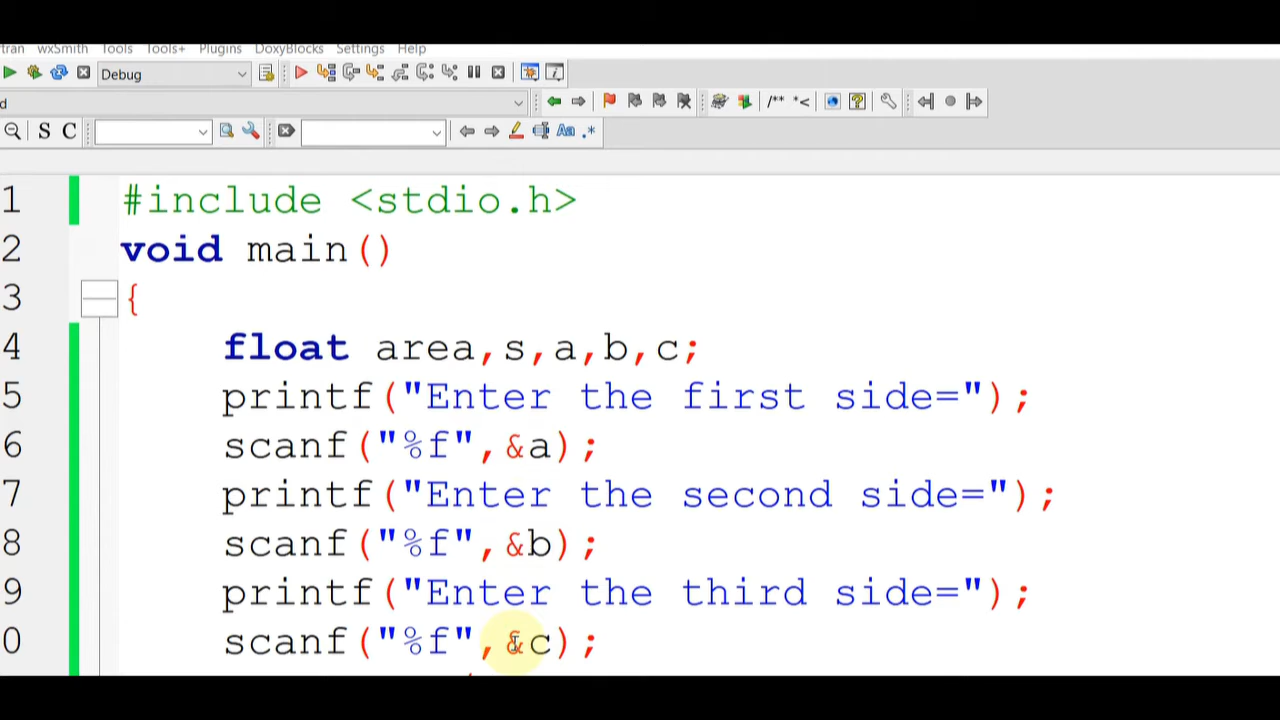 tran wxSmith Tools Tools+ Plugins DoxyBlocks Settings Help
Debug
d
/** *<
S C
Aa .*
1 #include <stdio.h>
2 void main()
3 {
4 float area,s,a,b,c;
5 printf("Enter the first side=");
6 scanf("%f",&a);
7 printf("Enter the second side=");
8 scanf("%f",&b);
9 printf("Enter the third side=");
0 scanf("%f",&c);